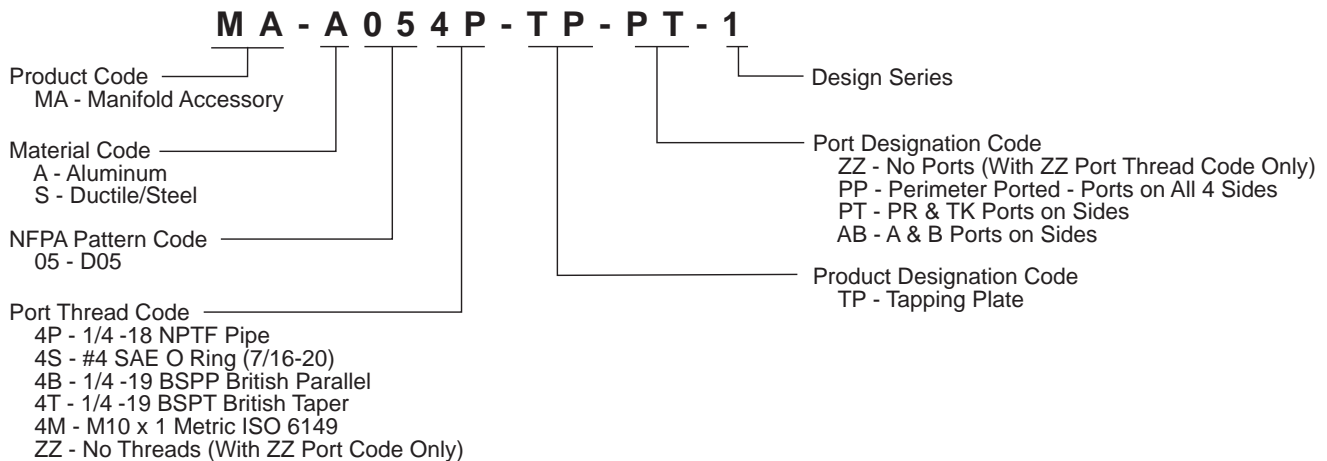 MA-A054P-TP-PT-1
Product Code
MA - Manifold Accessory
Material Code
A - Aluminum
S - Ductile/Steel
NFPA Pattern Code
05 - D05
Port Thread Code
4P - 1/4 -18 NPTF Pipe
4S - #4 SAE O Ring (7/16-20)
4B - 1/4 -19 BSPP British Parallel
4T - 1/4 -19 BSPT British Taper
4M - M10 x 1 Metric ISO 6149
ZZ - No Threads (With ZZ Port Code Only)
Design Series
Port Designation Code
ZZ - No Ports (With ZZ Port Thread Code Only)
PP - Perimeter Ported - Ports on All 4 Sides
PT - PR & TK Ports on Sides
AB - A & B Ports on Sides
Product Designation Code
TP - Tapping Plate